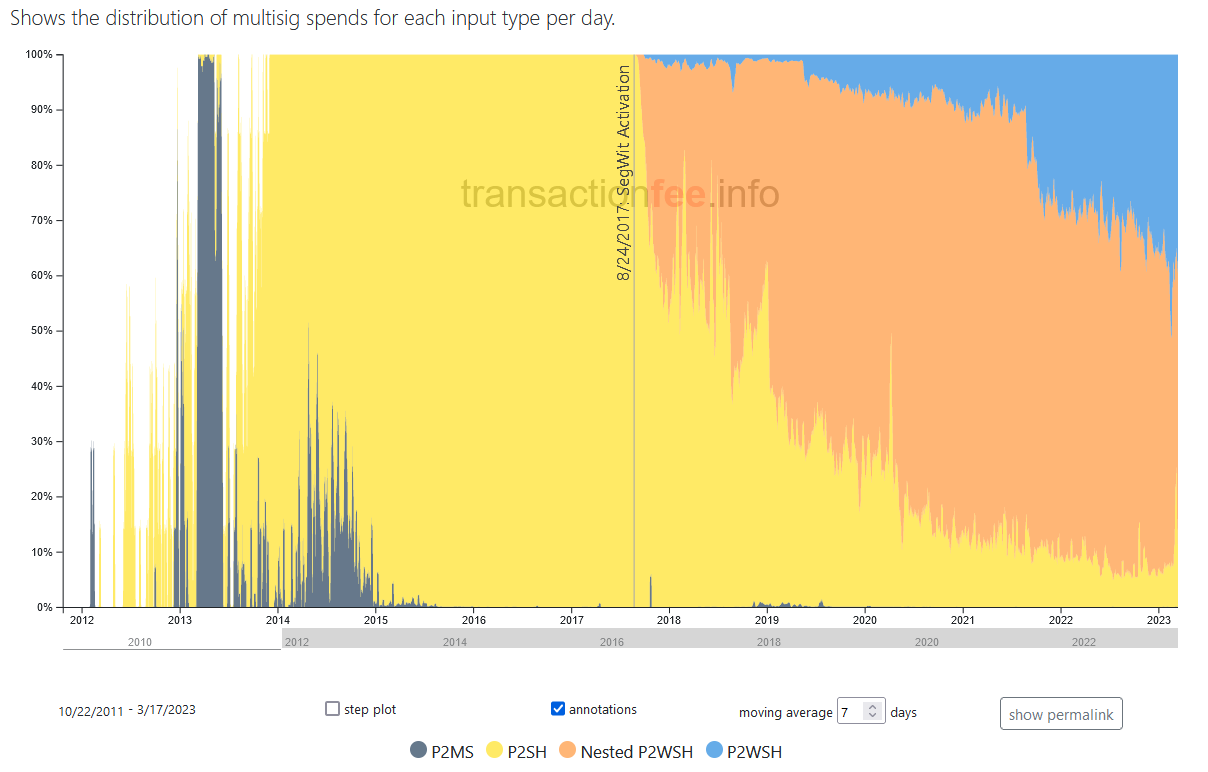 Shows the distribution of multisig spends for each input type per day.
100%
90%
80%
70%
60%
50%
40%
30%
20%
10%
0%
8/24/2017: SegWit Activation
transactionfee.info
2012 2013 2014 2015 2016 2017 2018 2019 2020 2021 2022 2023
2010 2012 2014 2016 2018 2020 2022
10/22/2011 - 3/17/2023 step plot annotations moving average 7 days show permalink
P2MS P2SH Nested P2WSH P2WSH